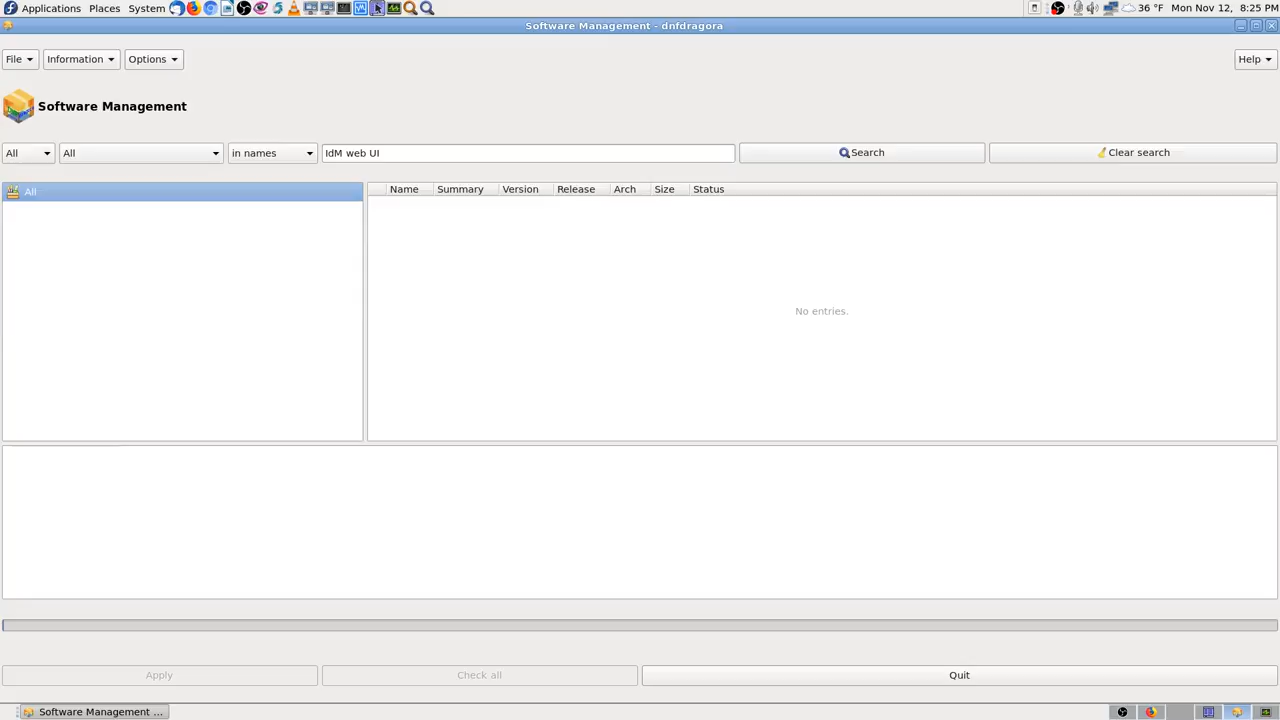 Applications Places System 36 °F Mon Nov 12, 8:25 PM
Software Management - dnfdragora
File Information Options Help
Software Management
All All in names IdM web UI Search Clear search
All
Name Summary Version Release Arch Size Status
No entries.
Apply Check all Quit
Software Management ...